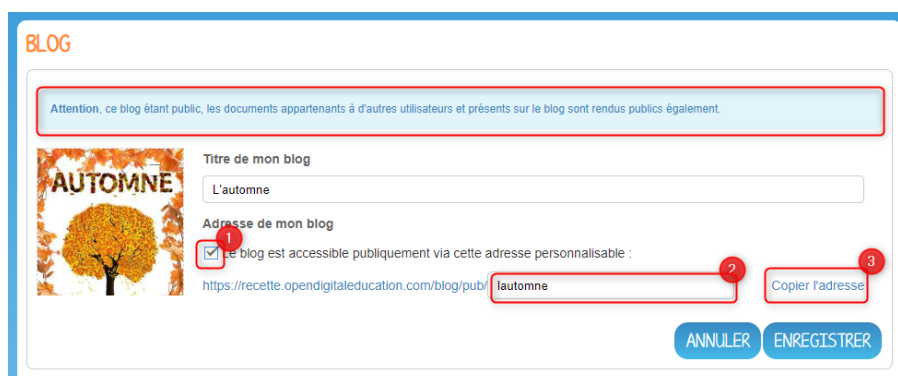 BLOG
Attention, ce blog étant public, les documents appartenants à d'autres utilisateurs et présents sur le blog sont rendus publics également.
AUTOMNE
Titre de mon blog
L'automne
Adresse de mon blog
1
Le blog est accessible publiquement via cette adresse personnalisable :
2
3
https://recette.opendigitaleducation.com/blog/pub/ lautomne Copier l'adresse
ANNULER ENREGISTRER